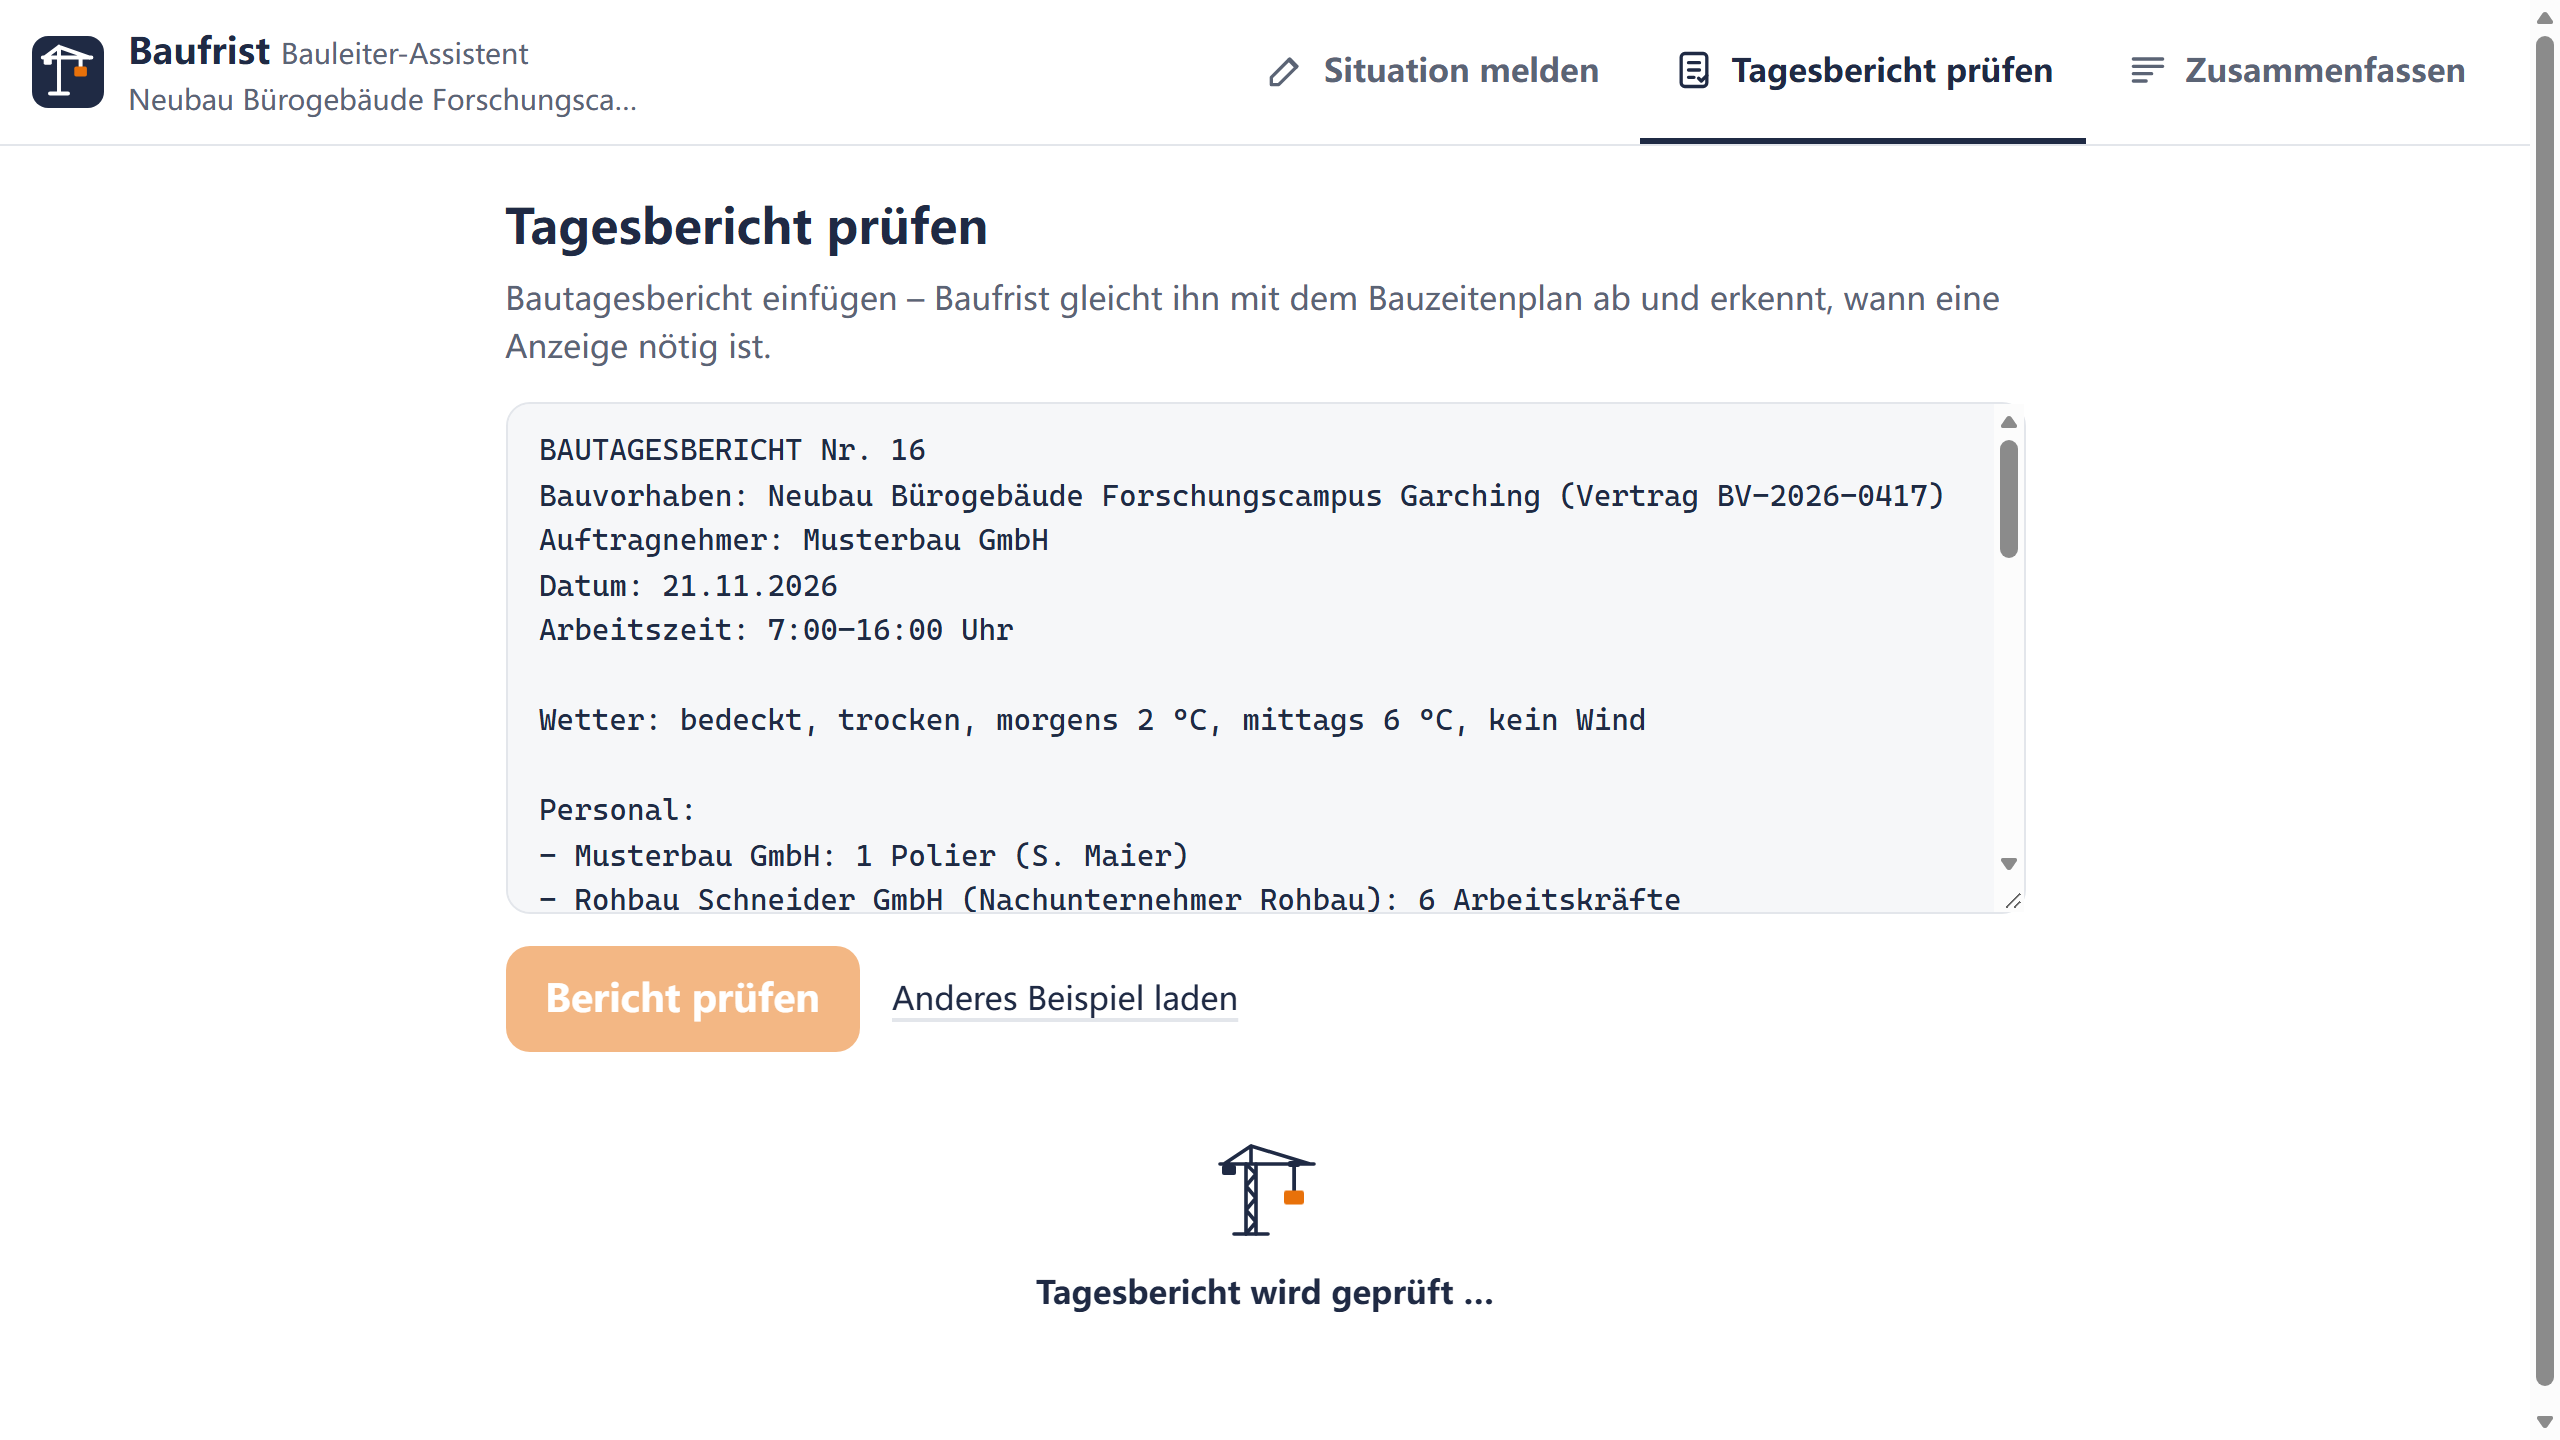 Baufrist Bauleiter-Assistent
Neubau Bürogebäude Forschungsca...
Situation melden
Tagesbericht prüfen
Zusammenfassen
Tagesbericht prüfen
Bautagesbericht einfügen – Baufrist gleicht ihn mit dem Bauzeitenplan ab und erkennt, wann eine
Anzeige nötig ist.
BAUTAGESBERICHT Nr. 16
Bauvorhaben: Neubau Bürogebäude Forschungscampus Garching (Vertrag BV-2026-0417)
Auftragnehmer: Musterbau GmbH
Datum: 21.11.2026
Arbeitszeit: 7:00–16:00 Uhr
Wetter: bedeckt, trocken, morgens 2 °C, mittags 6 °C, kein Wind
Personal:
- Musterbau GmbH: 1 Polier (S. Maier)
- Rohbau Schneider GmbH (Nachunternehmer Rohbau): 6 Arbeitskräfte
Bericht prüfen
Anderes Beispiel laden
Tagesbericht wird geprüft ...